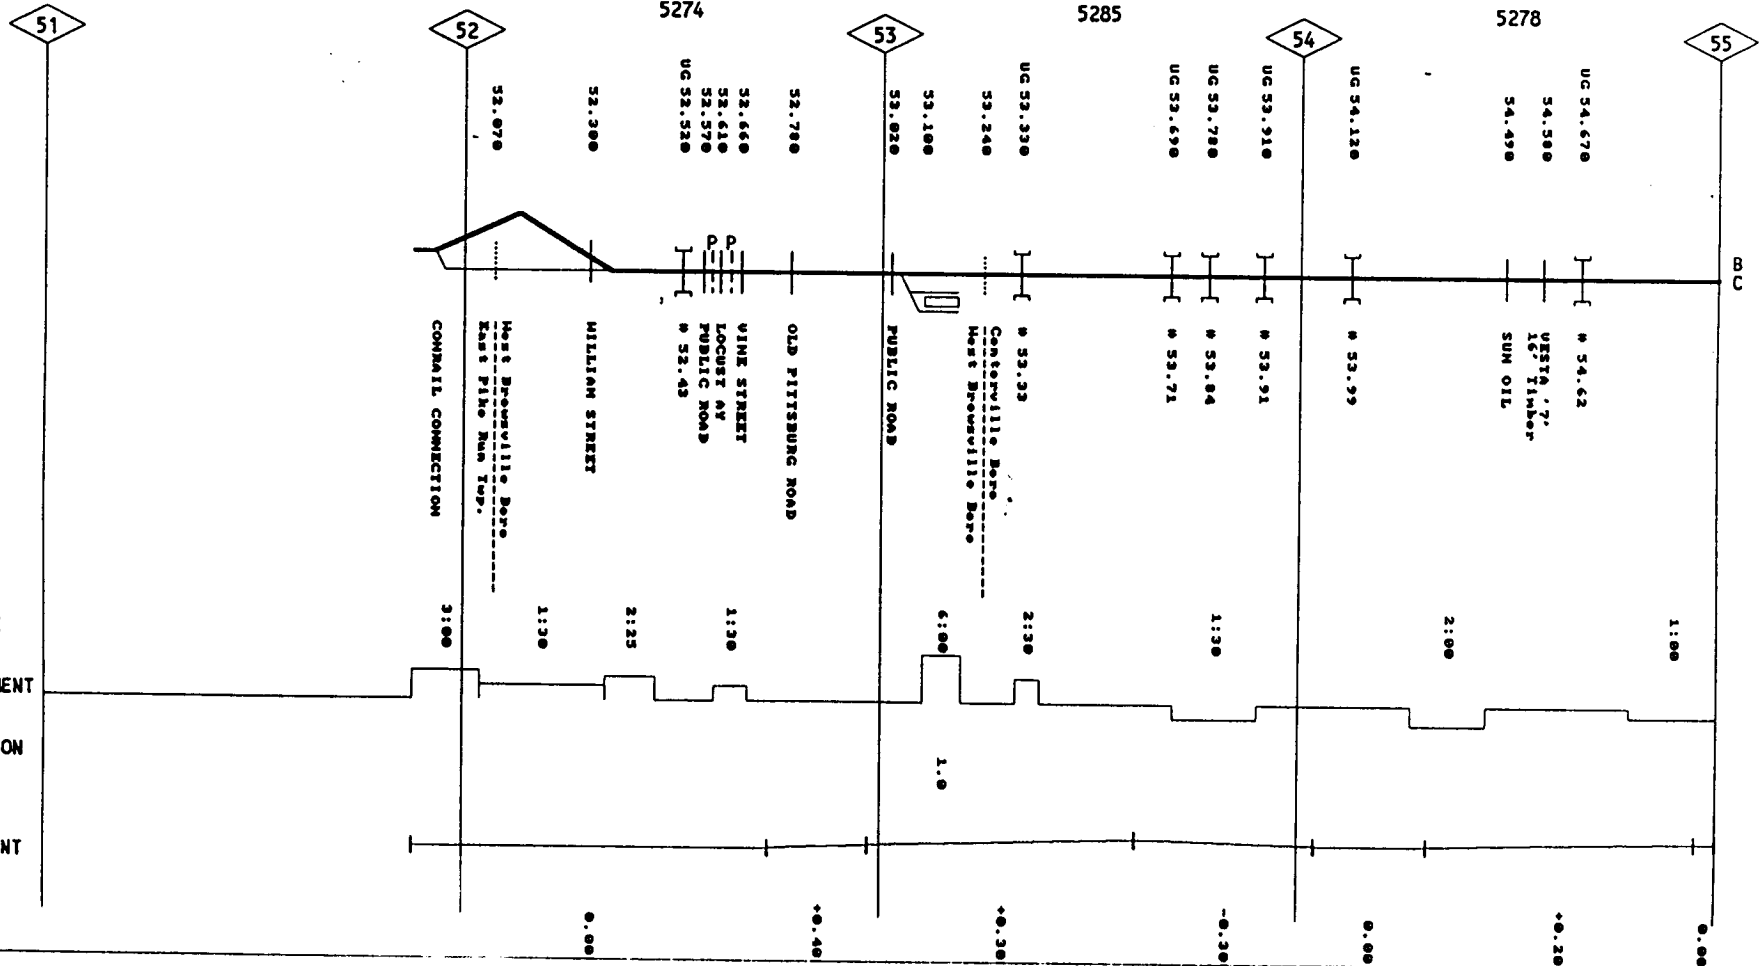 51
52
5274
53
5285
54
5278
55
52.070
52.300
UG 52.520
52.570
52.610
52.660
52.780
53.020
53.100
53.240
UG 53.330
UG 53.690
UG 53.780
UG 53.910
UG 54.120
54.490
54.580
UG 54.670
P P
B
C
CONRAIL CONNECTION
West Brownsville Boro
East Pike Run Twp.
WILLIAM STREET
# 52.43
PUBLIC ROAD
LOCUST AV
VINE STREET
OLD PITTSBURG ROAD
PUBLIC ROAD
Centerville Boro
West Brownsville Boro
# 53.33
# 53.71
# 53.84
# 53.91
# 53.99
SUN OIL
VESTA '7'
16' Timber
# 54.62
3:00
1:30
2:25
1:30
6:00
2:30
1:30
2:00
1:00
ENT
ON
1.0
NT
0.00
+0.40
+0.30
-0.30
0.00
+0.20
0.00